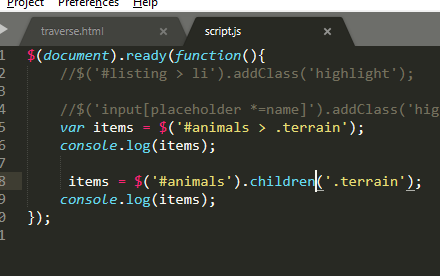 Project Preferences Help
traverse.html script.js
1 $(document).ready(function(){
2 //$('#listing > li').addClass('highlight');
3
4 //$('input[placeholder *=name]').addClass('hig
5 var items = $('#animals > .terrain');
6 console.log(items);
7
8 items = $('#animals').children('.terrain');
9 console.log(items);
0 });
1